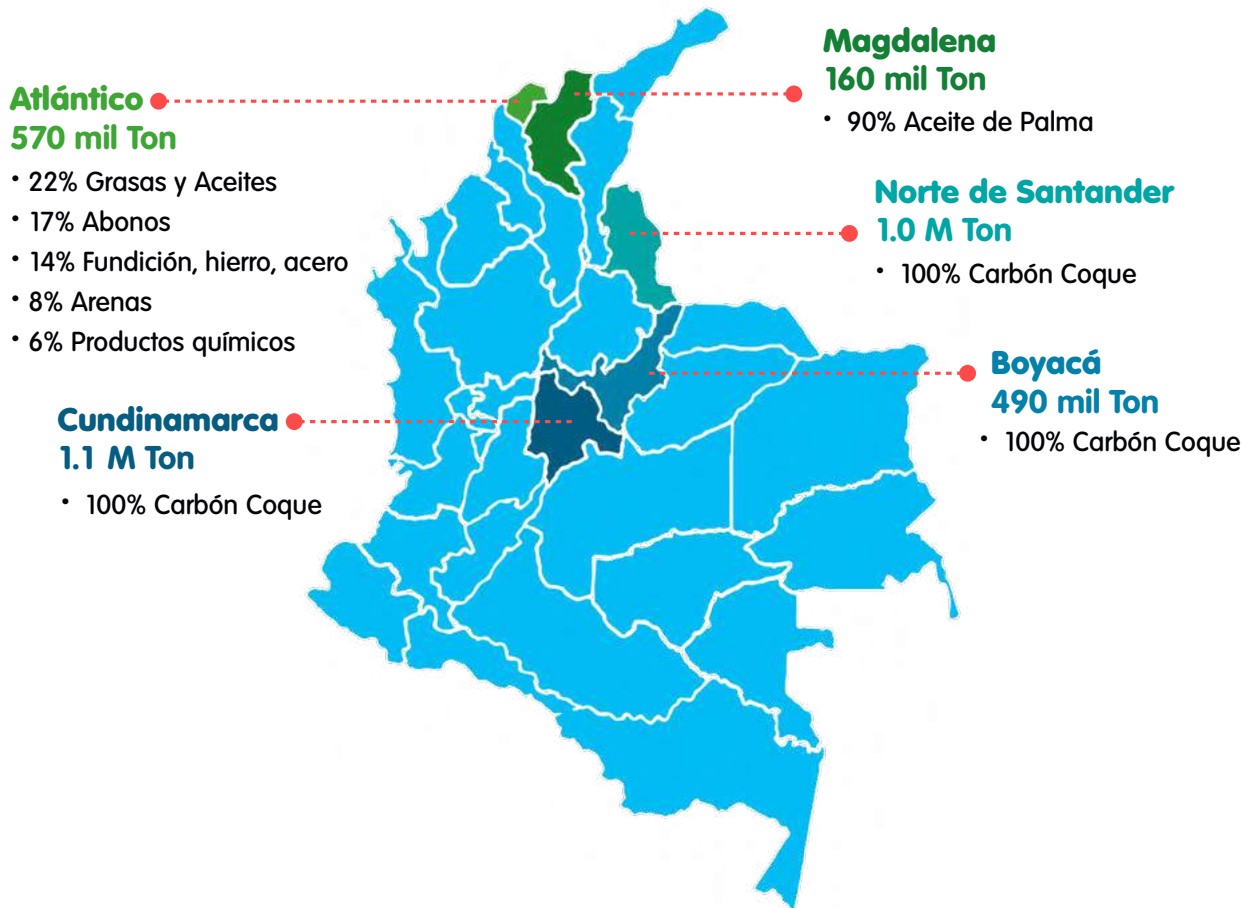 Atlántico
570 mil Ton
• 22% Grasas y Aceites
• 17% Abonos
• 14% Fundición, hierro, acero
• 8% Arenas
• 6% Productos químicos
Magdalena
160 mil Ton
• 90% Aceite de Palma
Norte de Santander
1.0 M Ton
• 100% Carbón Coque
Boyacá
490 mil Ton
• 100% Carbón Coque
Cundinamarca
1.1 M Ton
• 100% Carbón Coque